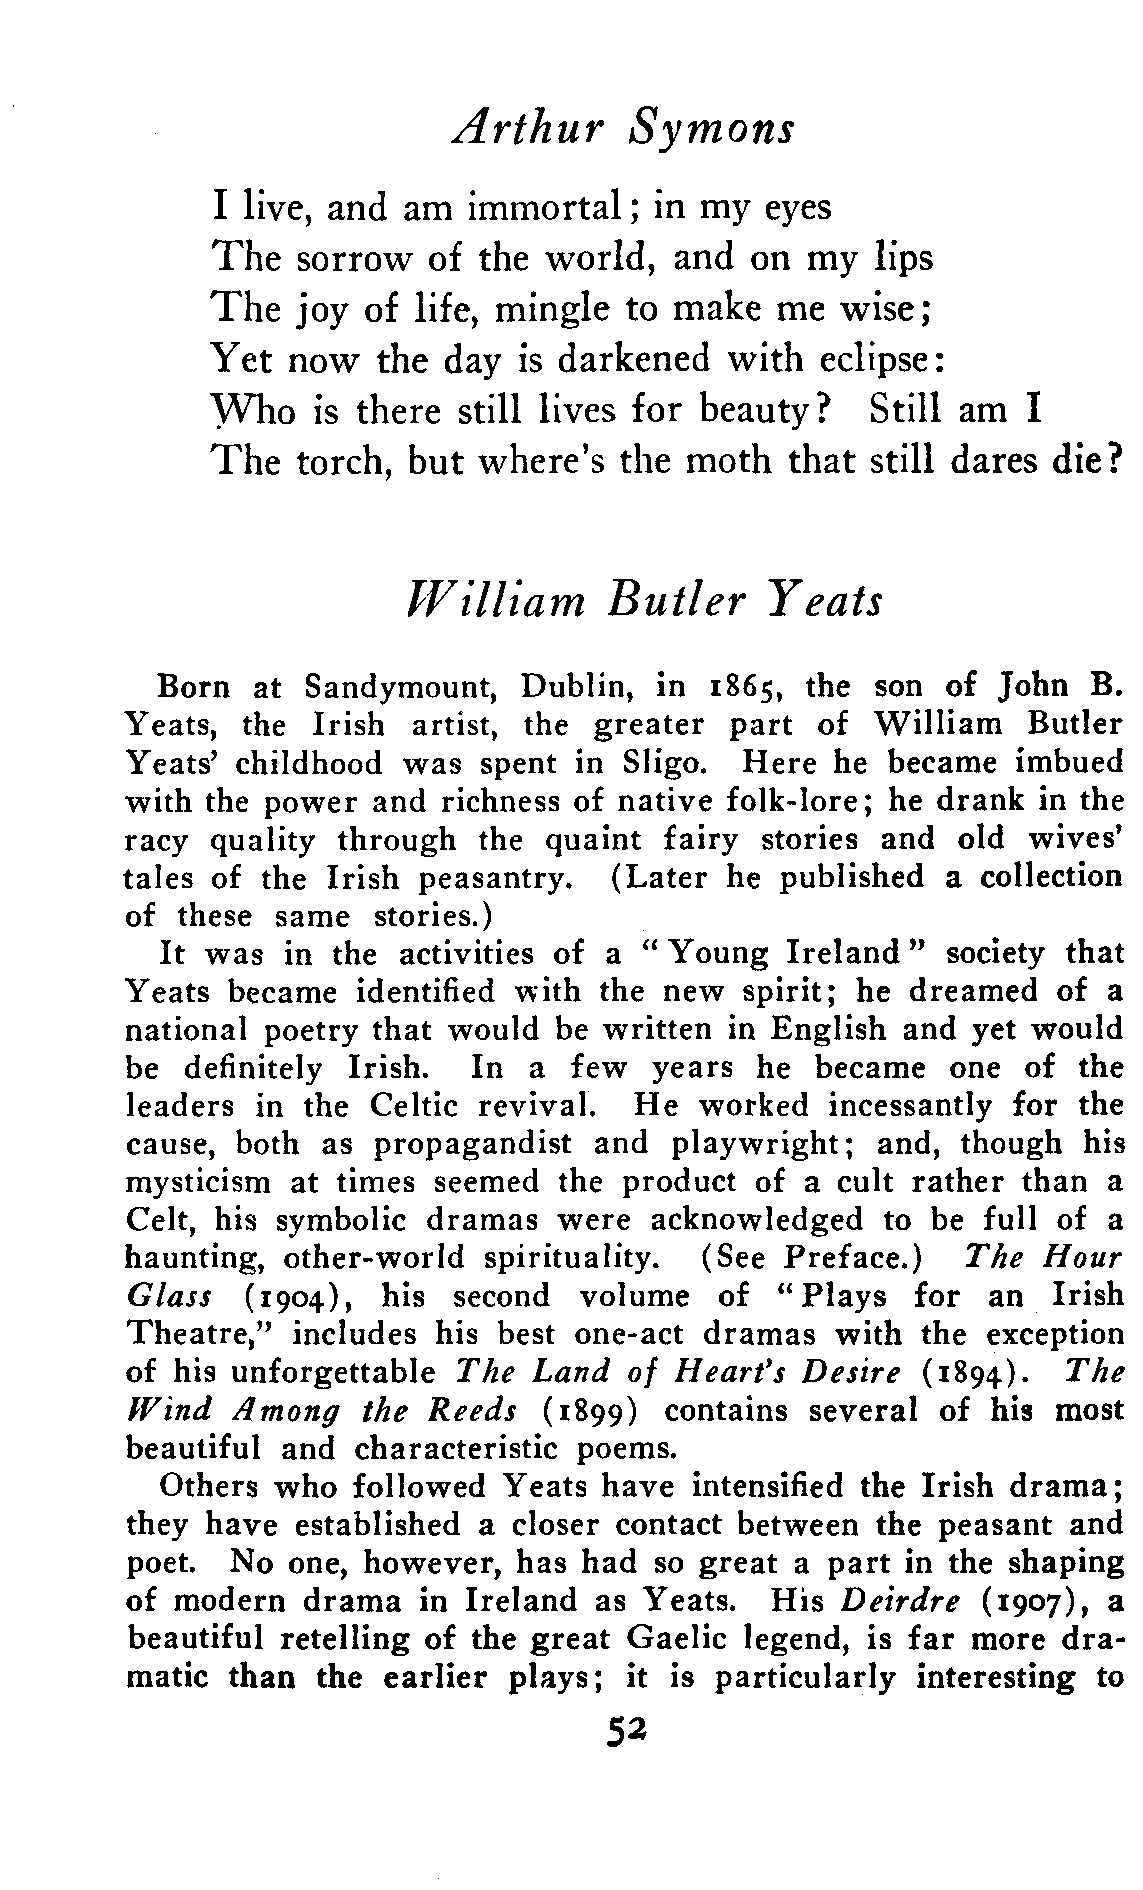 Arthur Symons
I live, and am immortal; in my eyes
The sorrow of the world, and on my lips
The joy of life, mingle to make me wise;
Yet now the day is darkened with eclipse:
Who is there still lives for beauty? Still am I
The torch, but where's the moth that still dares die?
William Butler Yeats
Born at Sandymount, Dublin, in 1865, the son of John B.
Yeats, the Irish artist, the greater part of William Butler
Yeats' childhood was spent in Sligo. Here he became imbued
with the power and richness of native folk-lore; he drank in the
racy quality through the quaint fairy stories and old wives'
tales of the Irish peasantry. (Later he published a collection
of these same stories.)
It was in the activities of a "Young Ireland" society that
Yeats became identified with the new spirit; he dreamed of a
national poetry that would be written in English and yet would
be definitely Irish. In a few years he became one of the
leaders in the Celtic revival. He worked incessantly for the
cause, both as propagandist and playwright; and, though his
mysticism at times seemed the product of a cult rather than a
Celt, his symbolic dramas were acknowledged to be full of a
haunting, other-world spirituality. (See Preface.) The Hour
Glass (1904), his second volume of "Plays for an Irish
Theatre," includes his best one-act dramas with the exception
of his unforgettable The Land of Heart's Desire (1894). The
Wind Among the Reeds (1899) contains several of his most
beautiful and characteristic poems.
Others who followed Yeats have intensified the Irish drama;
they have established a closer contact between the peasant and
poet. No one, however, has had so great a part in the shaping
of modern drama in Ireland as Yeats. His Deirdre (1907), a
beautiful retelling of the great Gaelic legend, is far more dra-
matic than the earlier plays; it is particularly interesting to
52